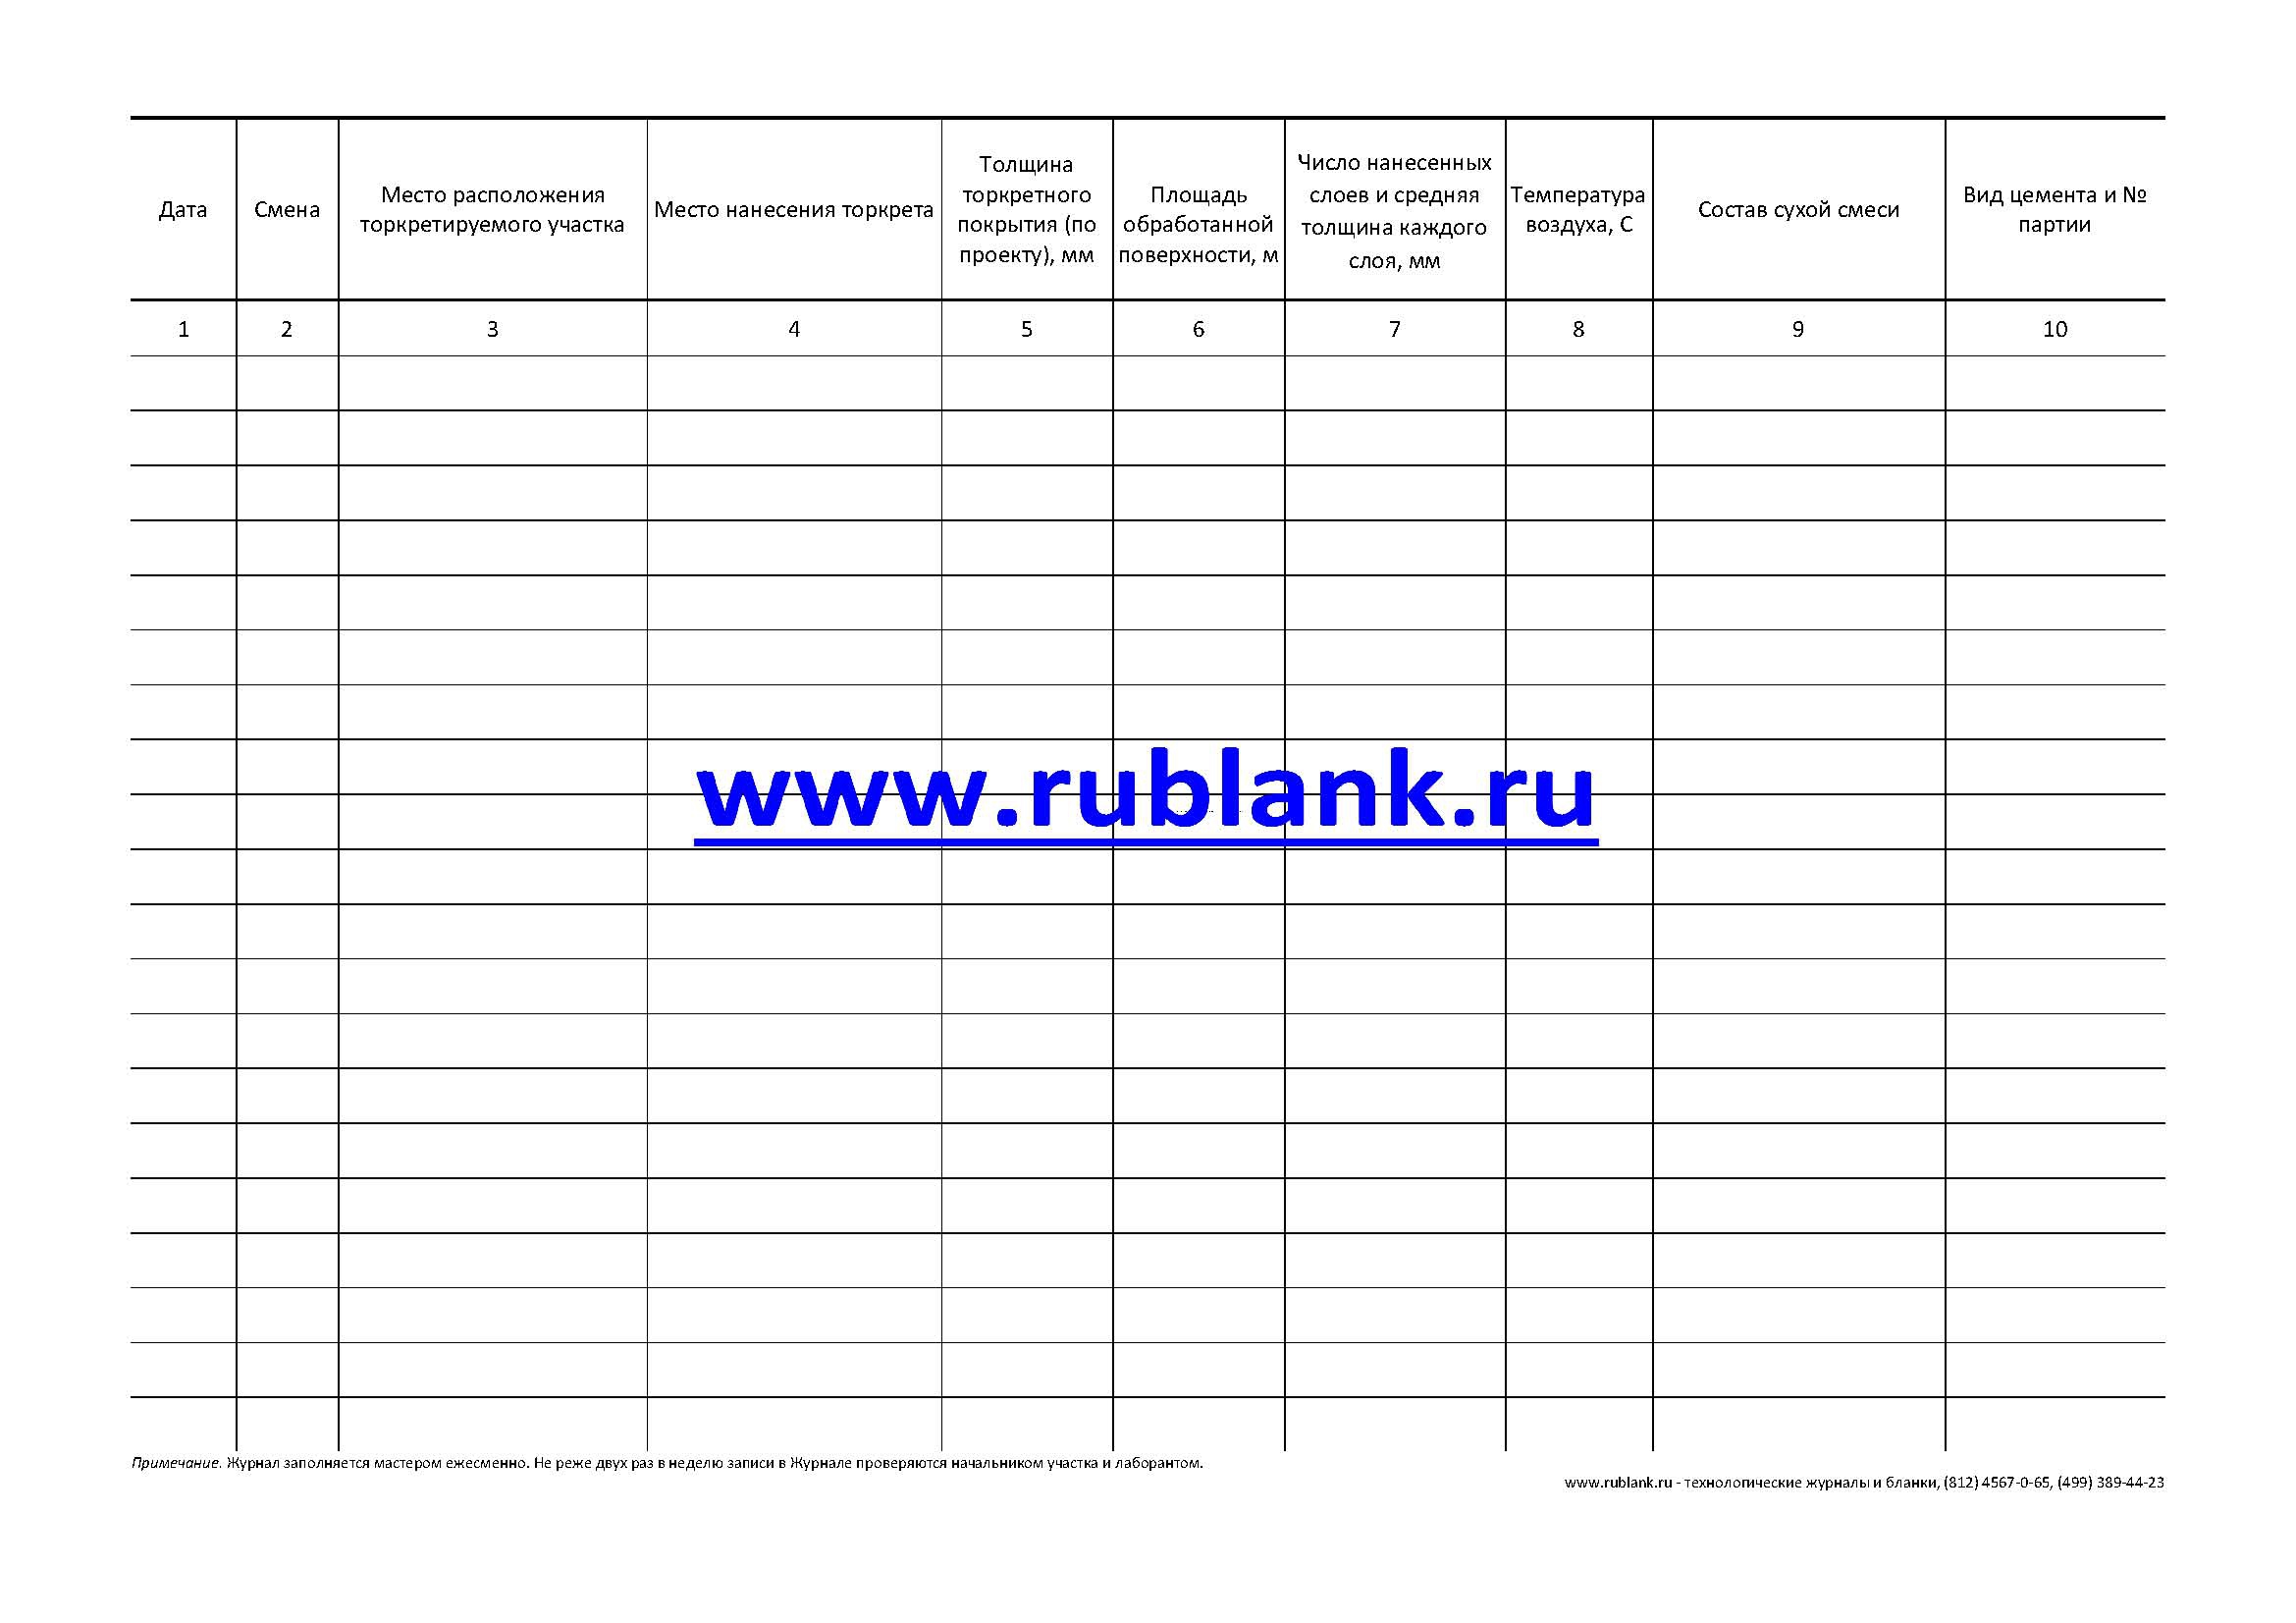 Дата
Смена
Место расположения
торкретируемого участка
Место нанесения торкрета
Толщина
торкретного
покрытия (по
проекту), мм
Площадь
обработанной
поверхности, м
Число нанесенных
слоев и средняя
толщина каждого
слоя, мм
Температура
воздуха, С
Состав сухой смеси
Вид цемента и №
партии
1 2 3 4 5 6 7 8 9 10
www.rublank.ru
Примечание. Журнал заполняется мастером ежесменно. Не реже двух раз в неделю записи в Журнале проверяются начальником участка и лаборантом.
www.rublank.ru - технологические журналы и бланки, (812) 4567-0-65, (499) 389-44-23